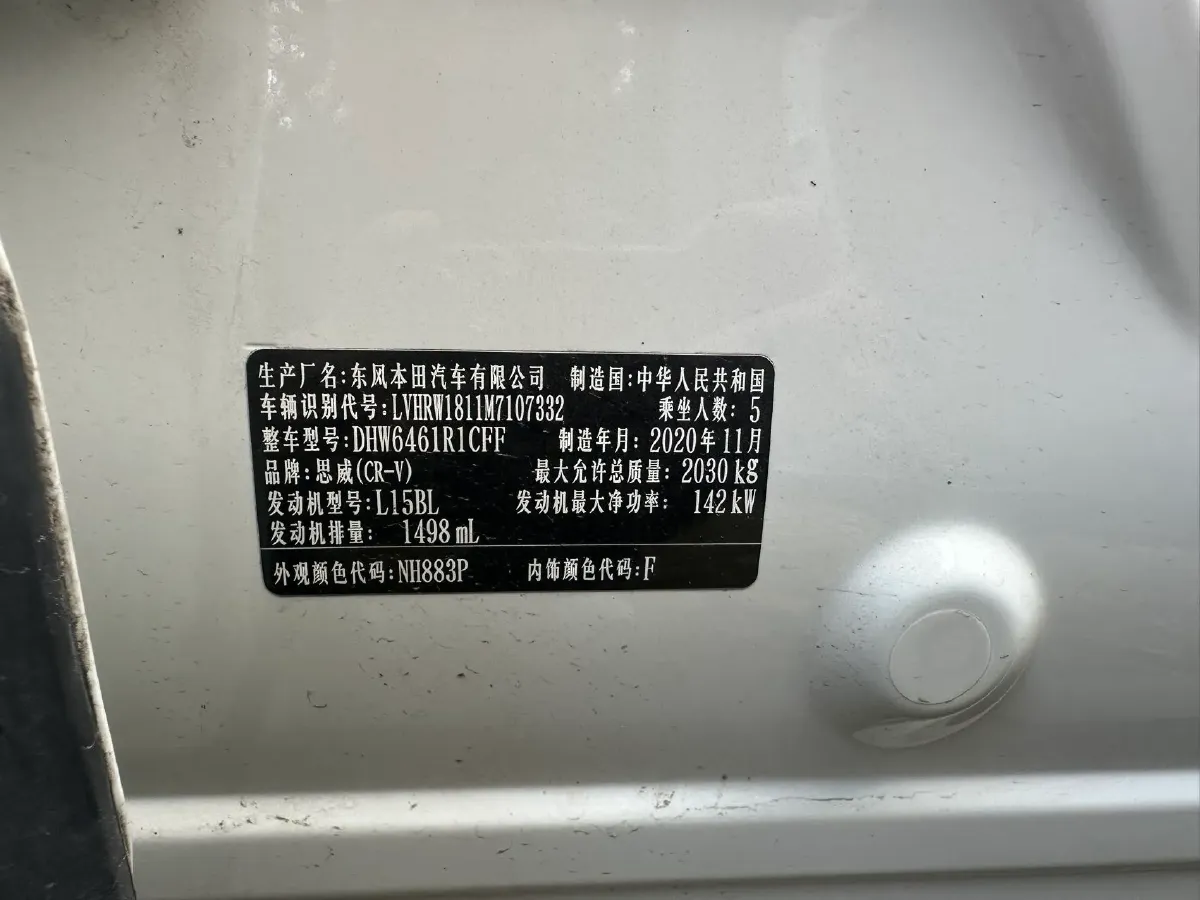 生产厂名:东风本田汽车有限公司 制造国:中华人民共和国
车辆识别代号:LVHRW1811M7107332 乘坐人数: 5
整车型号:DHW6461R1CFF 制造年月: 2020年11月
品牌:思威(CR-V) 最大允许总质量: 2030 kg
发动机型号:L15BL 发动机最大净功率: 142 kW
发动机排量: 1498 mL
外观颜色代码:NH883P 内饰颜色代码:F